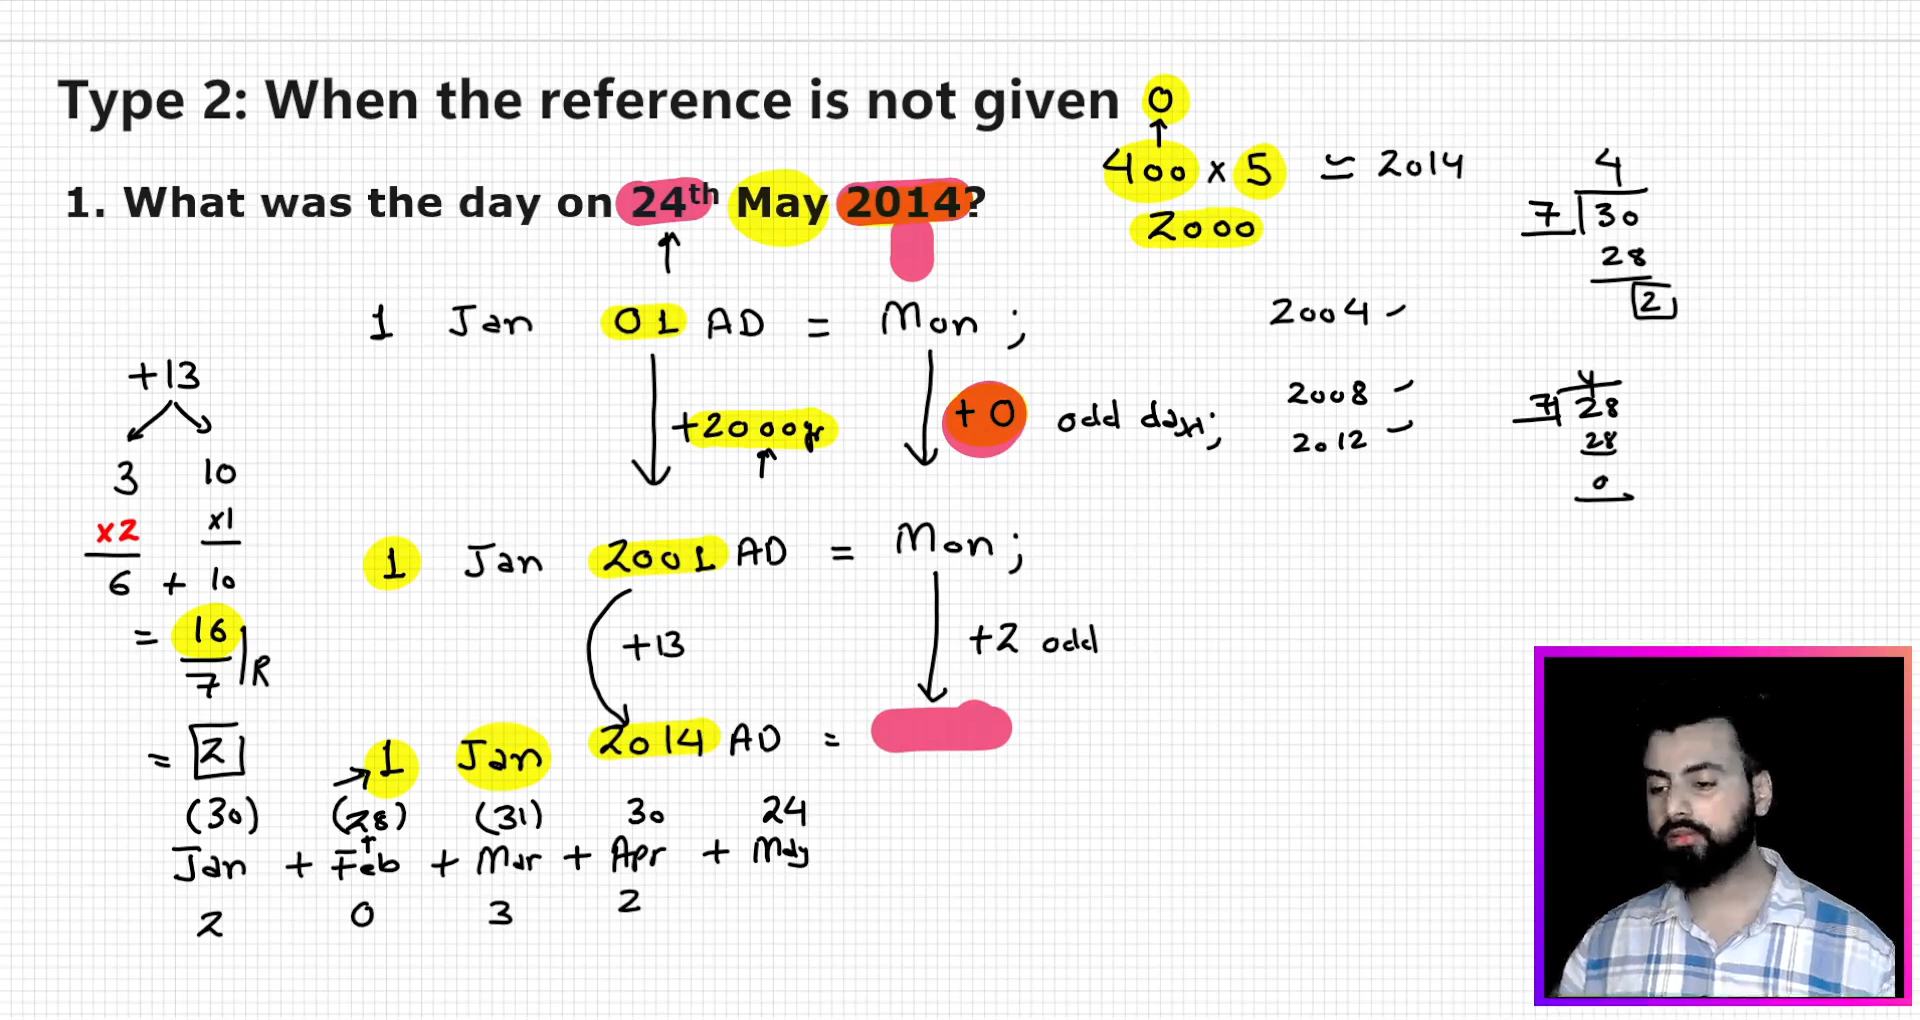 Type 2: When the reference is not given 0
400 x 5 ≃ 2014
2000
1. What was the day on 24th May 2014?
4
7 30
28
2
1 Jan 01 AD = Mon ;
+2000yr
+ 0 odd days;
2004
2008
2012
4
7 28
28
0
+13
3 10
x2 x1
6 + 10
= 16
7 R
= 2
1 Jan 2001 AD = Mon ;
+13
+2 odd
1 Jan 2014 AD =
(30) (28) (31) 30 24
Jan + Feb + Mar + Apr + May
2 0 3 2